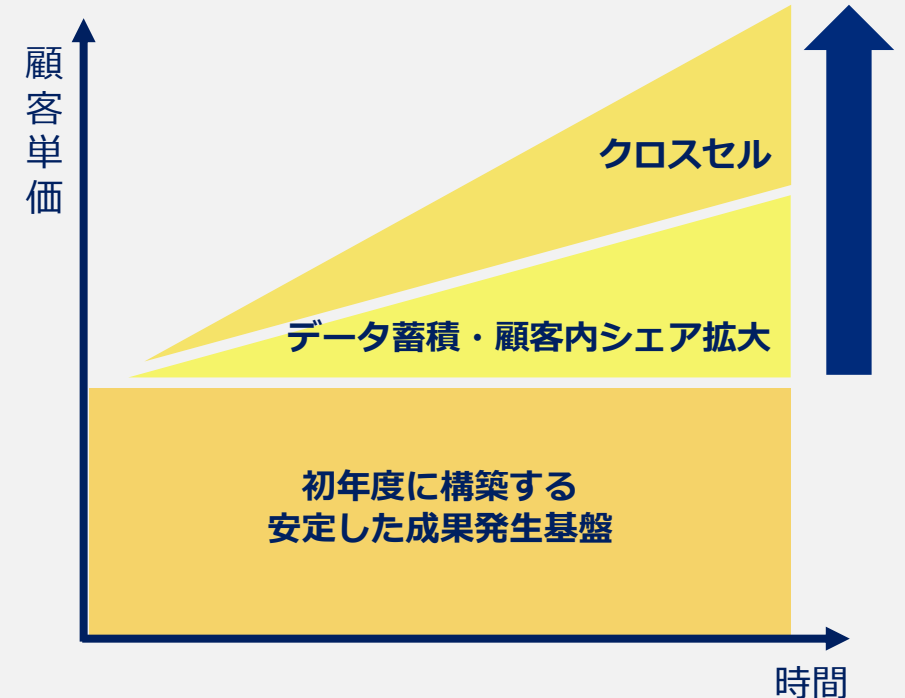 顧客単価
クロスセル
データ蓄積・顧客内シェア拡大
初年度に構築する
安定した成果発生基盤
時間